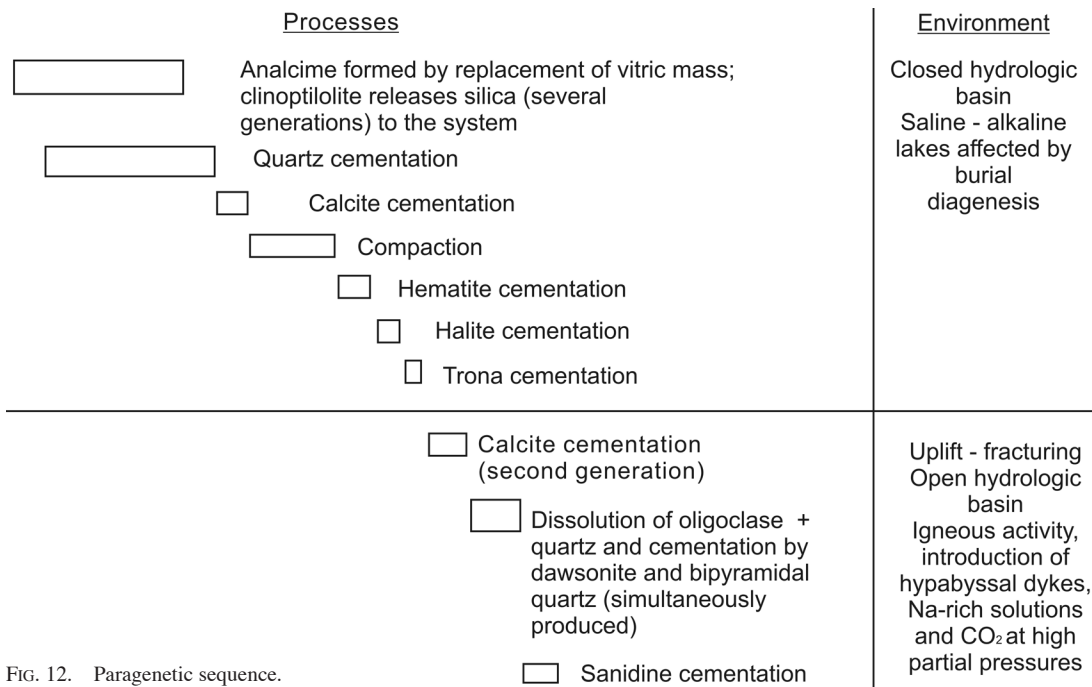 Processes
Environment
Analcime formed by replacement of vitric mass;
clinoptilolite releases silica (several
generations) to the system
Quartz cementation
Calcite cementation
Compaction
Hematite cementation
Halite cementation
Trona cementation
Closed hydrologic
basin
Saline - alkaline
lakes affected by
burial
diagenesis
Calcite cementation
(second generation)
Dissolution of oligoclase +
quartz and cementation by
dawsonite and bipyramidal
quartz (simultaneously
produced)
Sanidine cementation
Uplift - fracturing
Open hydrologic
basin
Igneous activity,
introduction of
hypabyssal dykes,
Na-rich solutions
and CO₂ at high
partial pressures
FIG. 12. Paragenetic sequence.